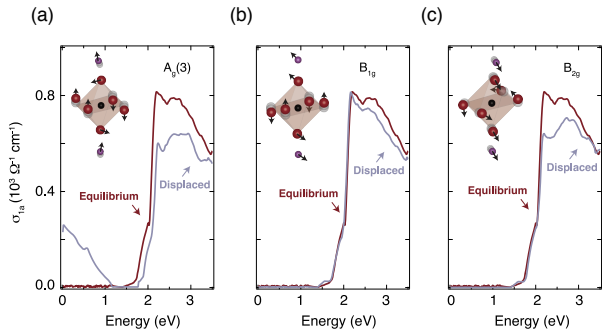 (a)
(b)
(c)
A_g(3)
B_1g
B_2g
0.8
0.4
0.0
σ_1a (10³ Ω⁻¹ cm⁻¹)
Equilibrium
Displaced
Equilibrium
Displaced
Equilibrium
Displaced
0 1 2 3
0 1 2 3
0 1 2 3
Energy (eV)
Energy (eV)
Energy (eV)